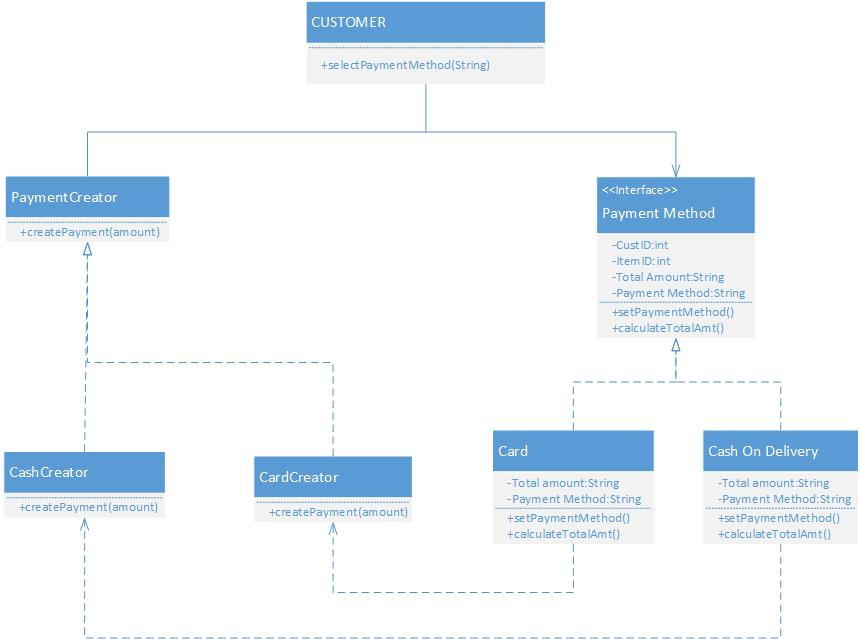 CUSTOMER
+selectPaymentMethod(String)
PaymentCreator
+createPayment(amount)
<<Interface>>
Payment Method
-CustID:int
-ItemID:int
-Total Amount:String
-Payment Method:String
+setPaymentMethod()
+calculateTotalAmt()
CashCreator
+createPayment(amount)
CardCreator
+createPayment(amount)
Card
-Total amount:String
-Payment Method:String
+setPaymentMethod()
+calculateTotalAmt()
Cash On Delivery
-Total amount:String
-Payment Method:String
+setPaymentMethod()
+calculateTotalAmt()